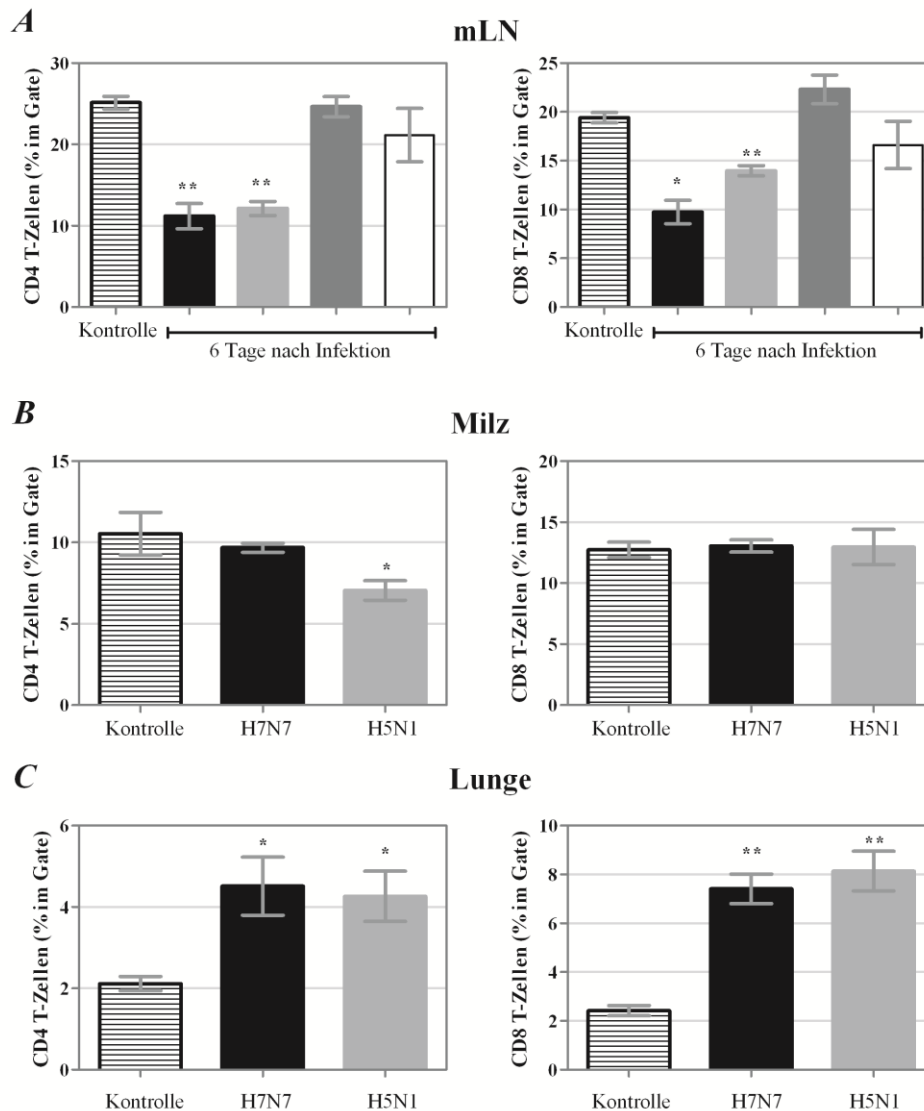 A
mLN
CD4 T-Zellen (% im Gate)
30
20
10
0
** **
Kontrolle
6 Tage nach Infektion
CD8 T-Zellen (% im Gate)
25
20
15
10
5
0
* **
Kontrolle
6 Tage nach Infektion
B
Milz
CD4 T-Zellen (% im Gate)
15
10
5
0
*
Kontrolle H7N7 H5N1
CD8 T-Zellen (% im Gate)
20
15
10
5
0
Kontrolle H7N7 H5N1
C
Lunge
CD4 T-Zellen (% im Gate)
6
4
2
0
* *
Kontrolle H7N7 H5N1
CD8 T-Zellen (% im Gate)
10
8
6
4
2
0
** **
Kontrolle H7N7 H5N1